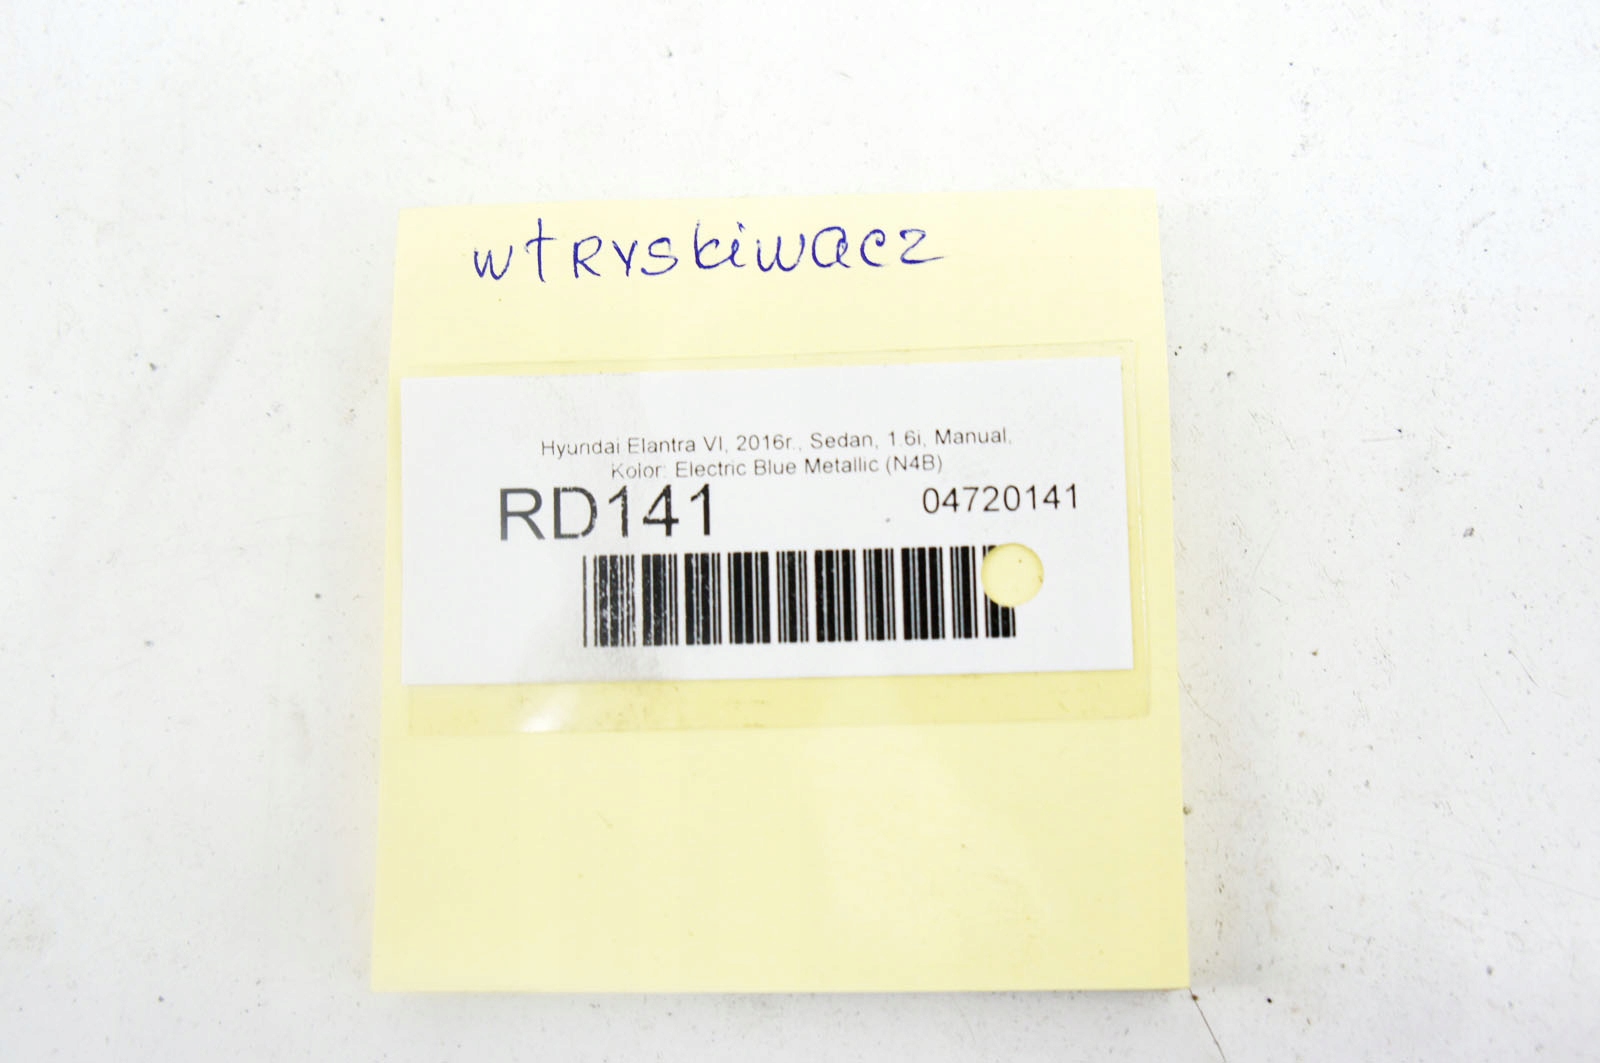 wtRyskiwacz
Hyundai Elantra VI, 2016r., Sedan, 1.6i, Manual,
Kolor: Electric Blue Metallic (N4B)
RD141 04720141